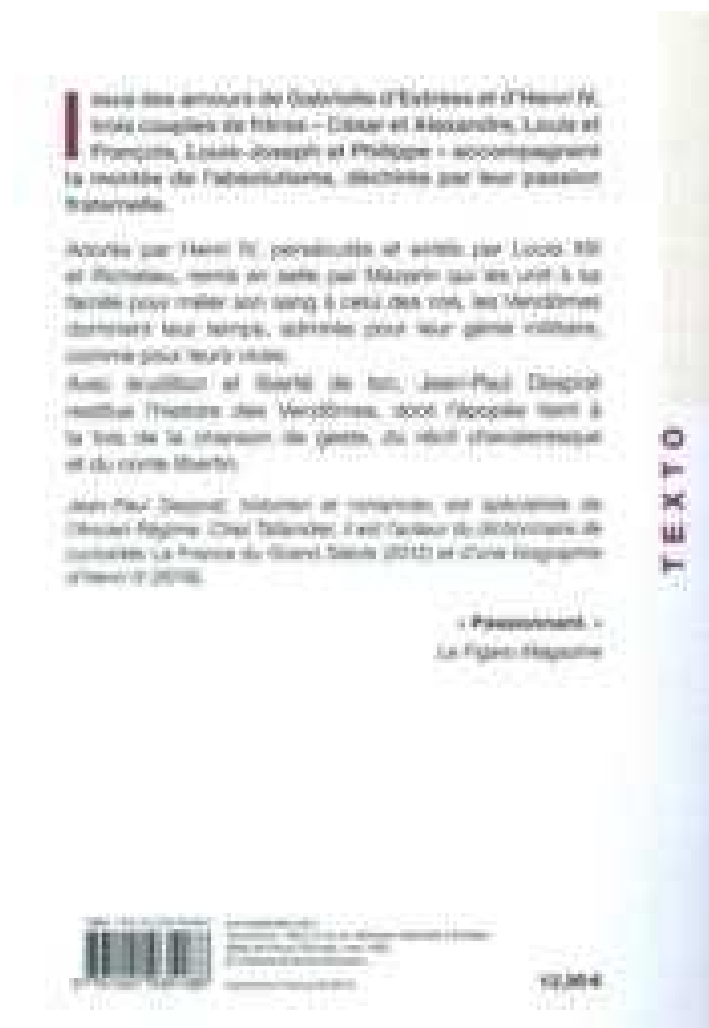 Issus des amours de Gabrielle d'Estrées et d'Henri IV,
trois couples de frères – César et Alexandre, Louis et
François, Louis-Joseph et Philippe – accompagnent
la montée de l'absolutisme, déchirés par leur passion
fraternelle.
Adorés par Henri IV, persécutés et exilés par Louis XIII
et Richelieu, remis en selle par Mazarin qui les unit à sa
famille pour mêler son sang à celui des rois, les Vendômes
dominent leur temps, admirés pour leur génie militaire,
comme pour leurs vices.
Avec érudition et liberté de ton, Jean-Paul Desprat
restitue l'histoire des Vendômes, dont l'épopée tient à
la fois de la chanson de geste, du récit chevaleresque
et du conte libertin.
Jean-Paul Desprat, historien et romancier, est spécialiste de
l'Ancien Régime. Chez Tallandier, il est l'auteur du dictionnaire de
curiosités La France du Grand Siècle (2012) et d'une biographie
d'Henri IV
« Passionnant. »
Le Figaro Magazine
TEXTO